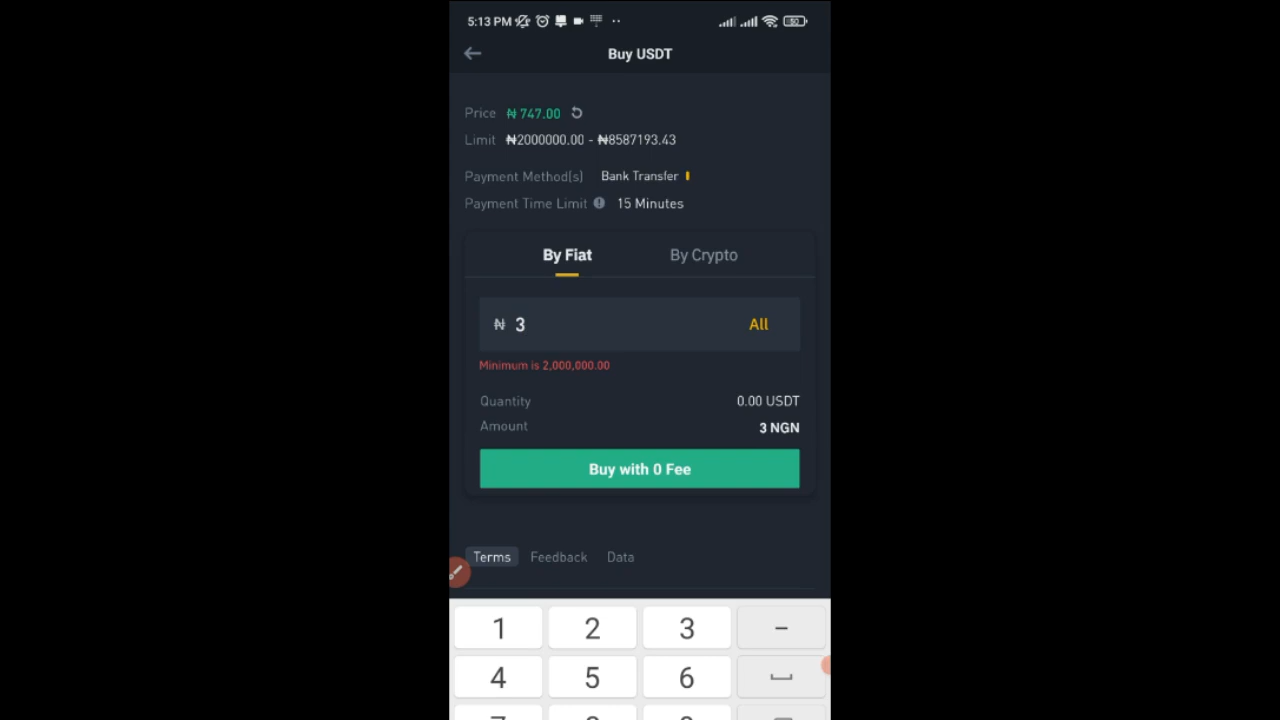 5:13 PM
Buy USDT
Price ₦ 747.00
Limit ₦2000000.00 - ₦8587193.43
Payment Method(s) Bank Transfer
Payment Time Limit 15 Minutes
By Fiat By Crypto
₦ 3 All
Minimum is 2,000,000.00
Quantity 0.00 USDT
Amount 3 NGN
Buy with 0 Fee
Terms Feedback Data
1 2 3 -
4 5 6